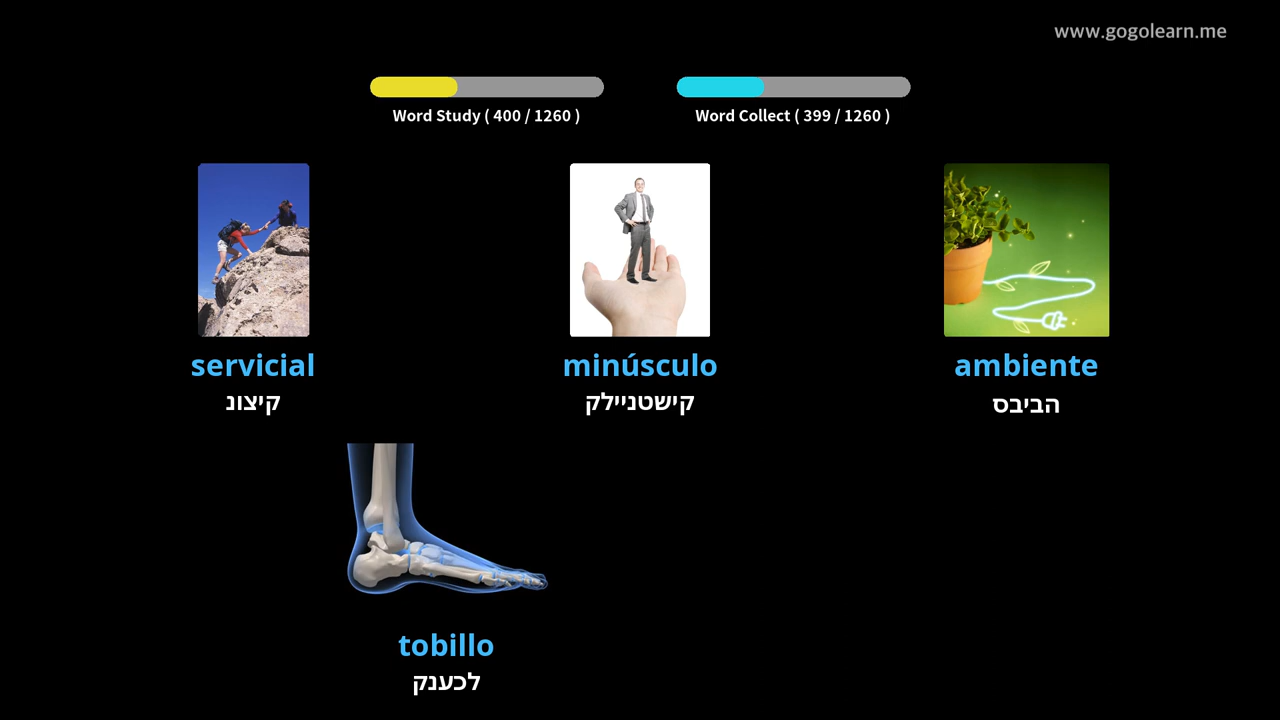 www.gogolearn.me
Word Study ( 400 / 1260 )
Word Collect ( 399 / 1260 )
servicial
קיצונ
minúsculo
קישטניילק
ambiente
הביבס
tobillo
לכענק